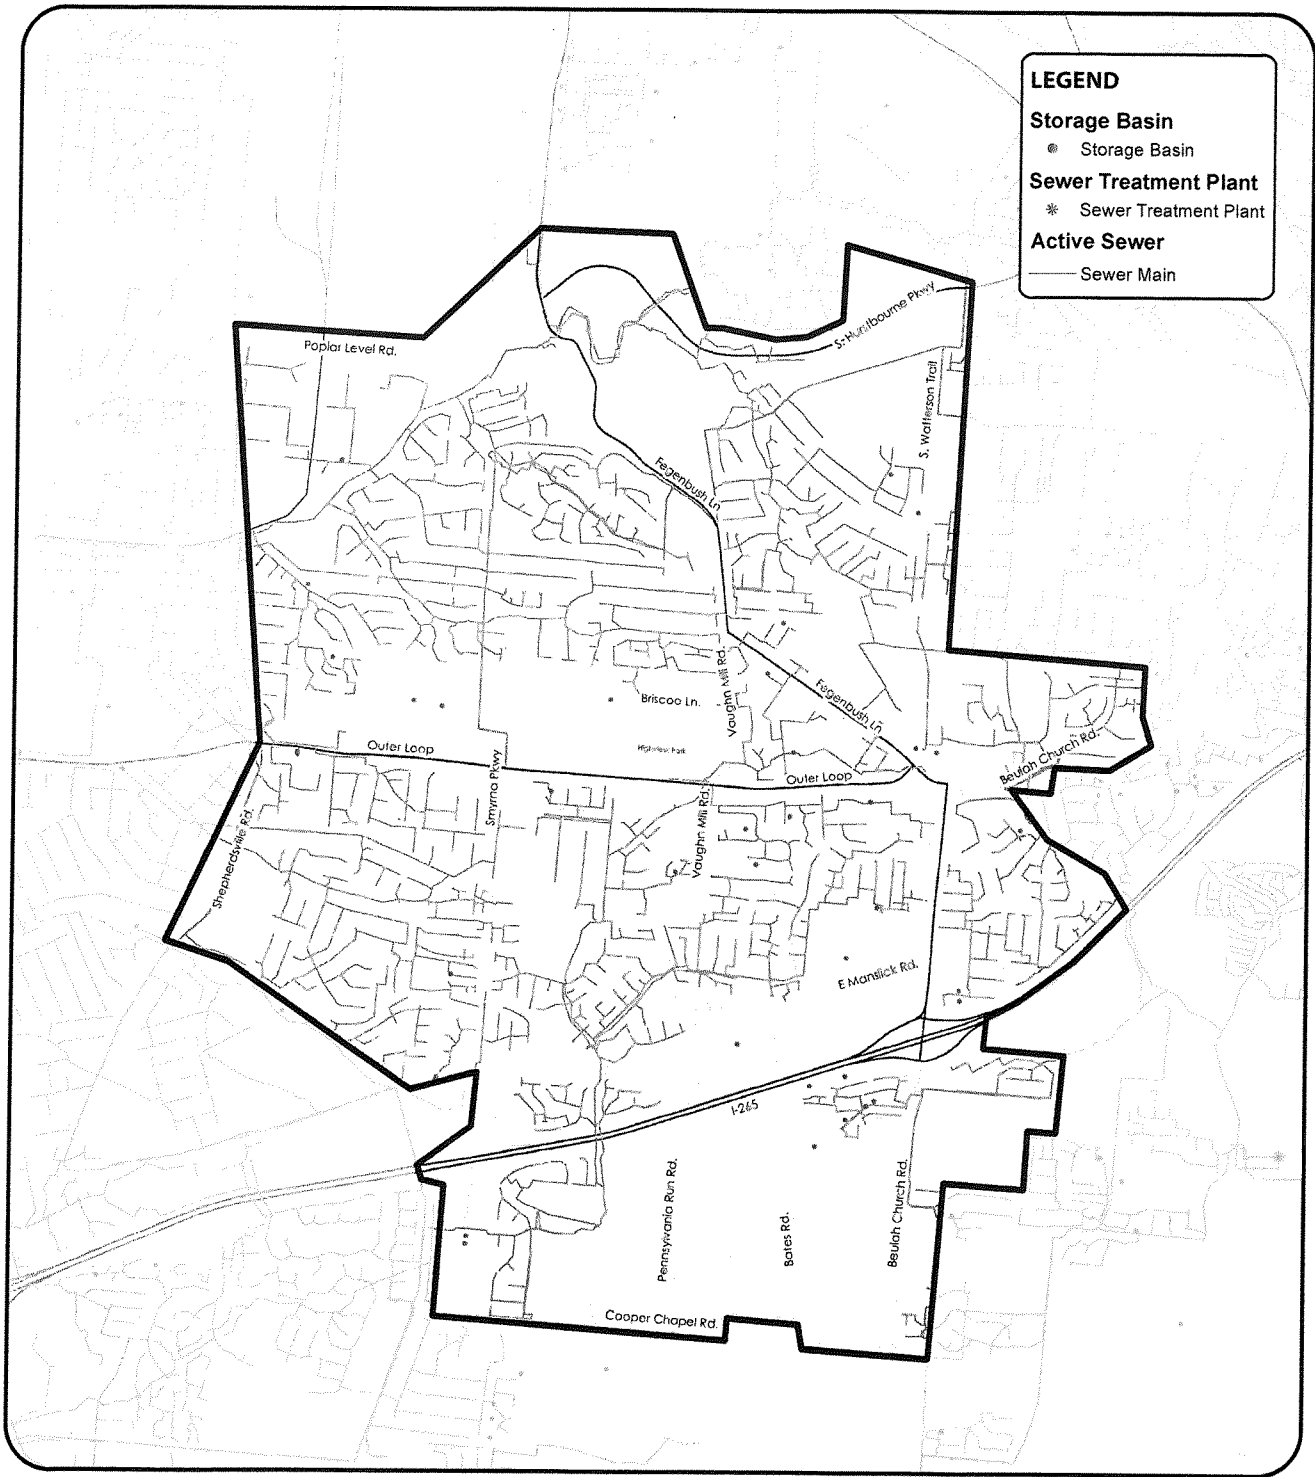 LEGEND
Storage Basin
Storage Basin
Sewer Treatment Plant
Sewer Treatment Plant
Active Sewer
Sewer Main
S. Hurstbourne Pkwy
Poplar Level Rd.
S. Watterson Trail
Fegenbush Ln
Vaughn Mill Rd.
Briscoe Ln.
Fegenbush Ln
Highview Park
Outer Loop
Beulah Church Rd.
Outer Loop
Smyrna Pkwy
Vaughn Mill Rd.
Shepherdsville Rd.
E Manslick Rd.
I-265
Pennsylvania Run Rd.
Bates Rd.
Beulah Church Rd.
Cooper Chapel Rd.